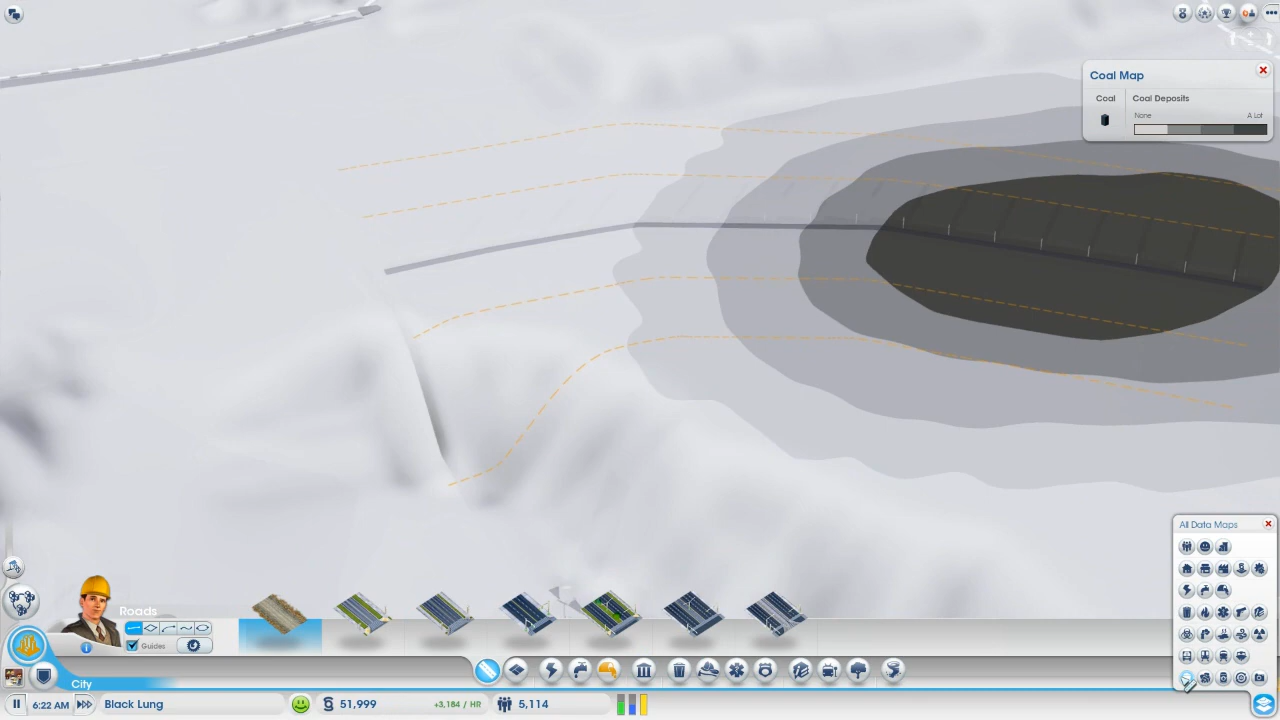 Coal Map
Coal
Coal Deposits
None
A Lot
All Data Maps
Roads
Guides
City
6:22 AM
Black Lung
51,999
+3,184 / HR
5,114